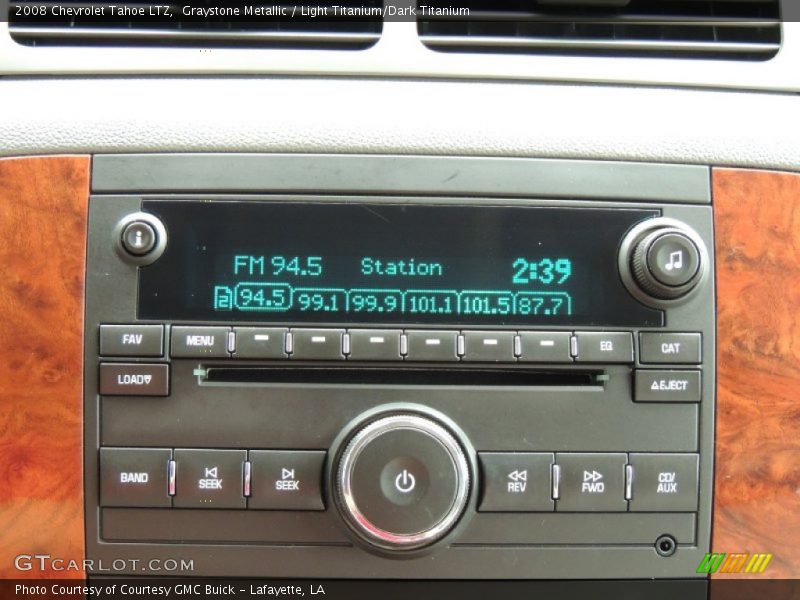 2008 Chevrolet Tahoe LTZ,  Graystone Metallic / Light Titanium/Dark Titanium
i
FM 94.5 Station 2:39
2 94.5 99.1 99.9 101.1 101.5 87.7
FAV MENU EQ CAT
LOAD EJECT
BAND SEEK SEEK REV FWD CD/AUX
GTCARLOT.COM
Photo Courtesy of Courtesy GMC Buick - Lafayette, LA